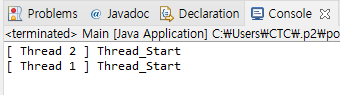 Problems @ Javadoc Declaration Console
<terminated> Main [Java Application] C:₩Users₩CTC₩.p2₩po
[ Thread 2 ] Thread_Start
[ Thread 1 ] Thread_Start